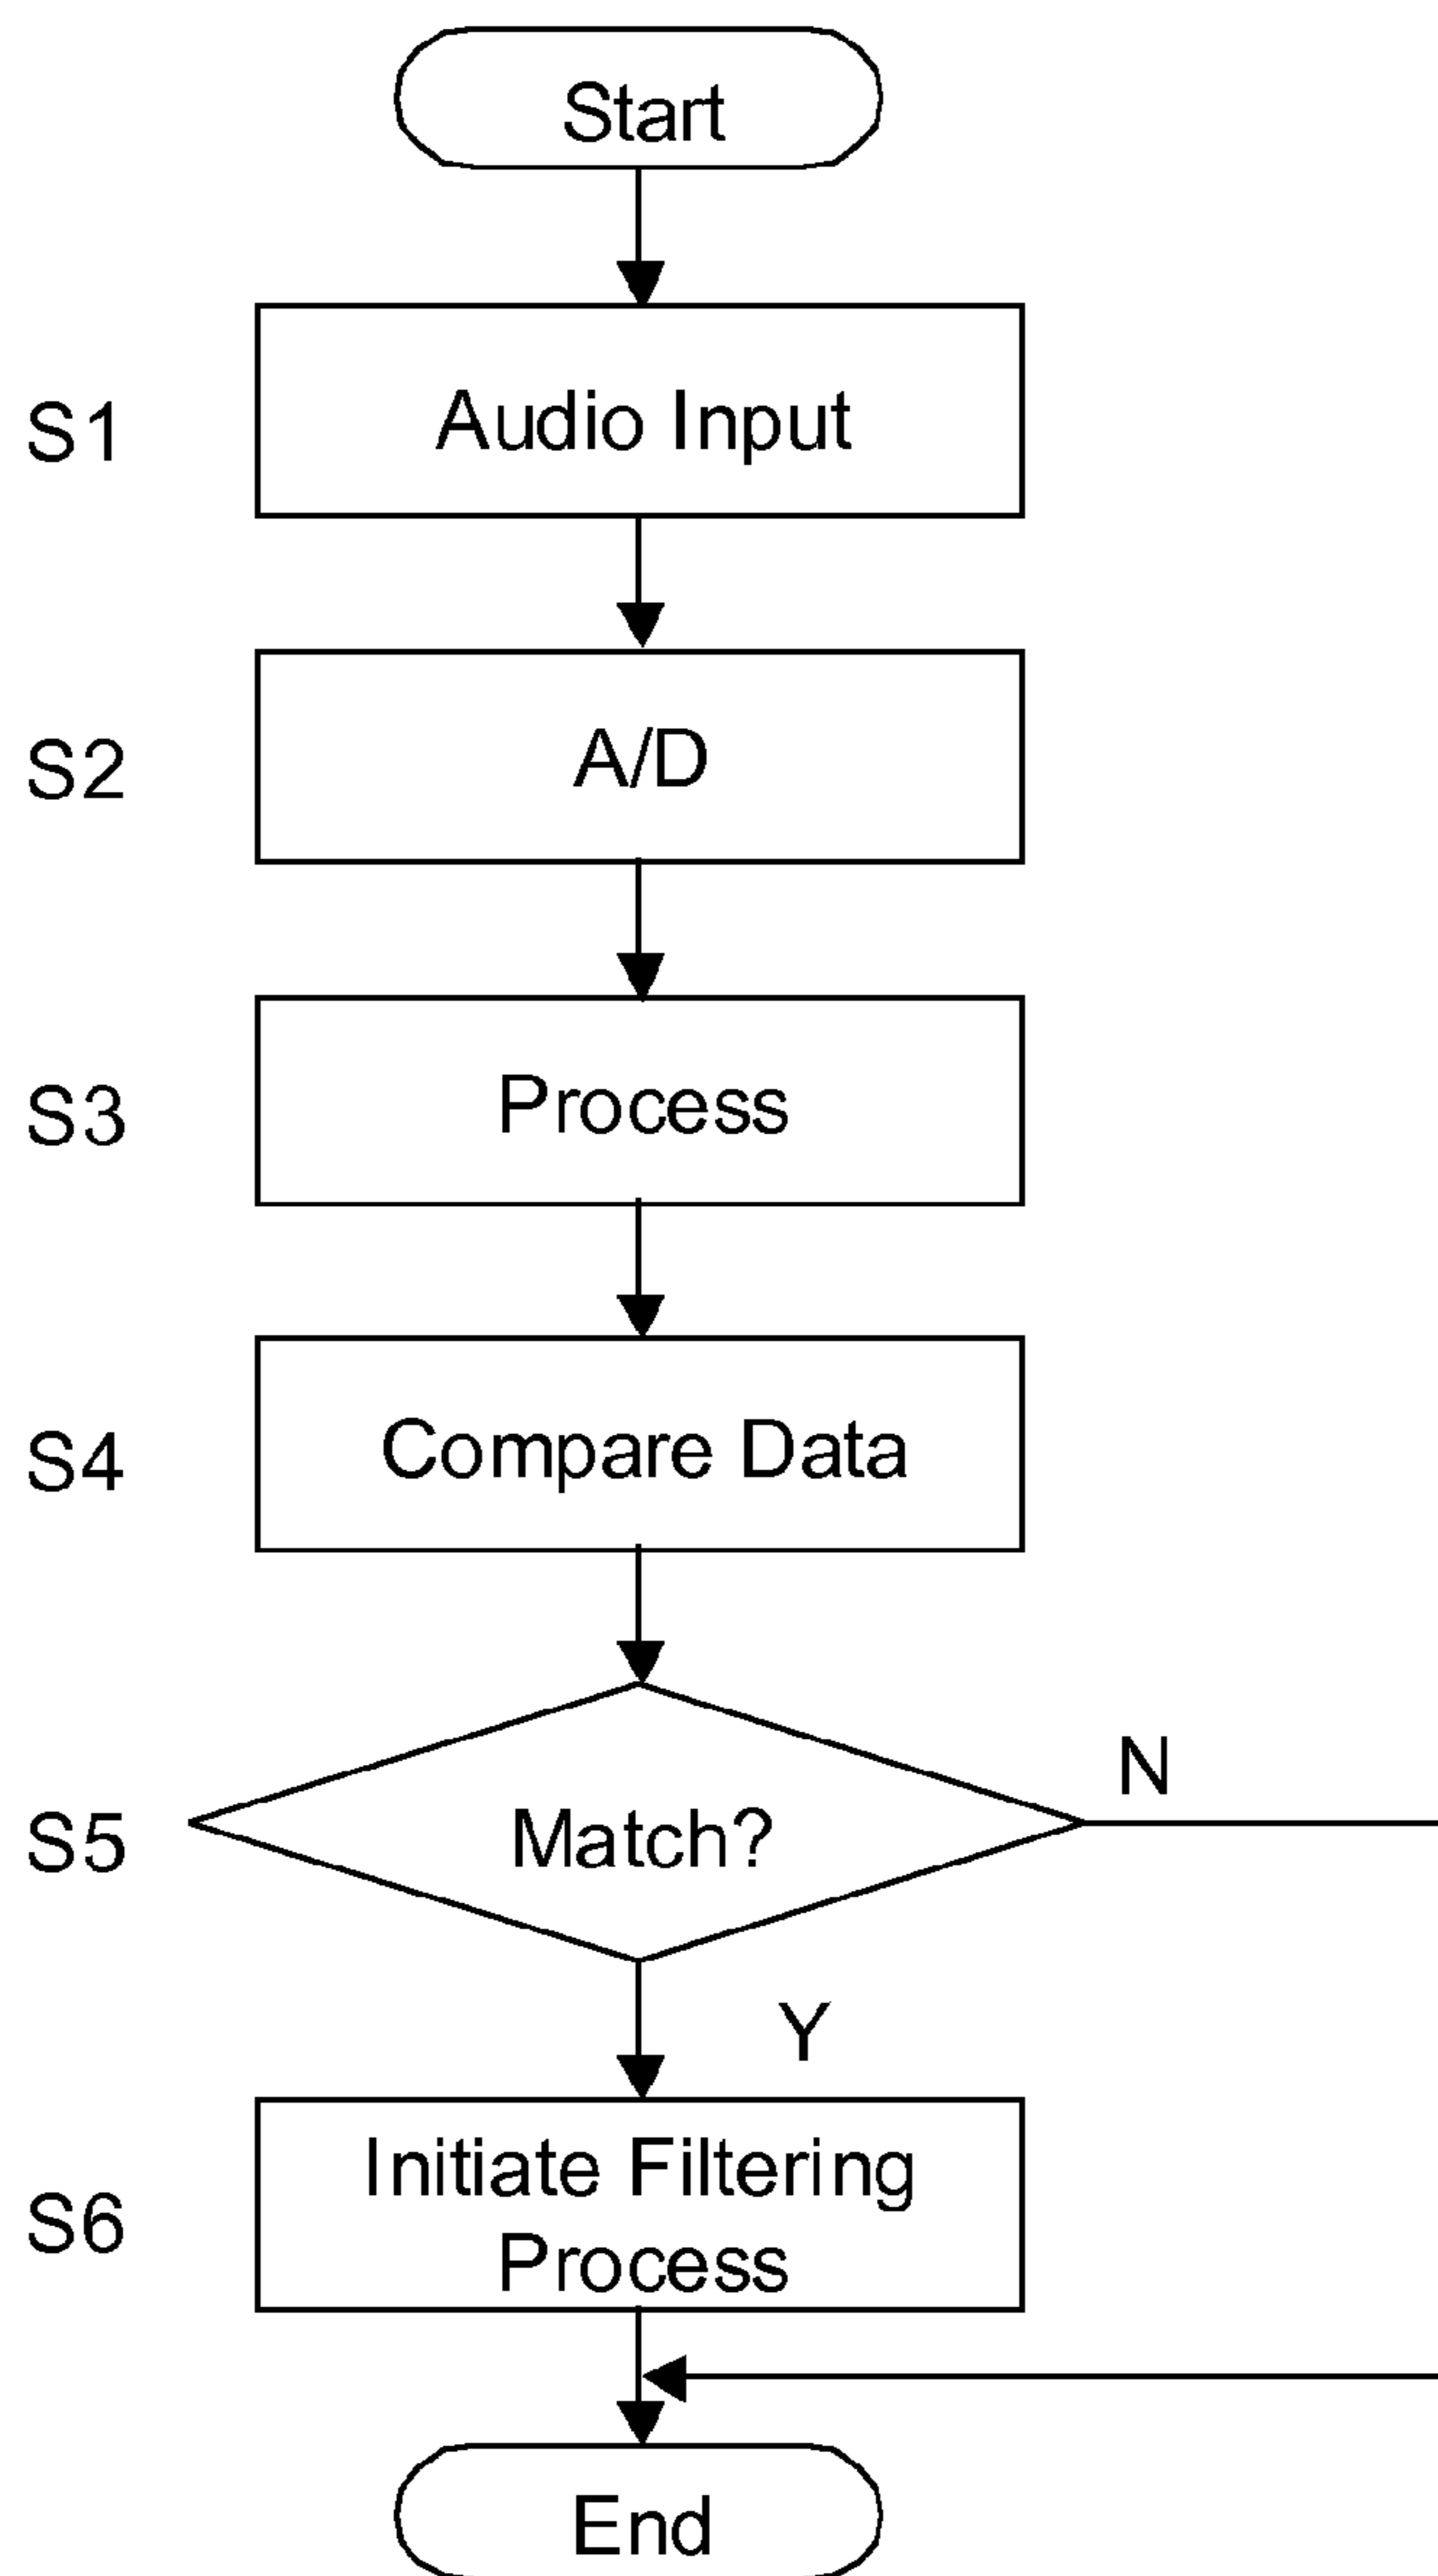 Start
S1
Audio Input
S2
A/D
S3
Process
S4
Compare Data
S5
Match?
N
Y
S6
Initiate Filtering
Process
End